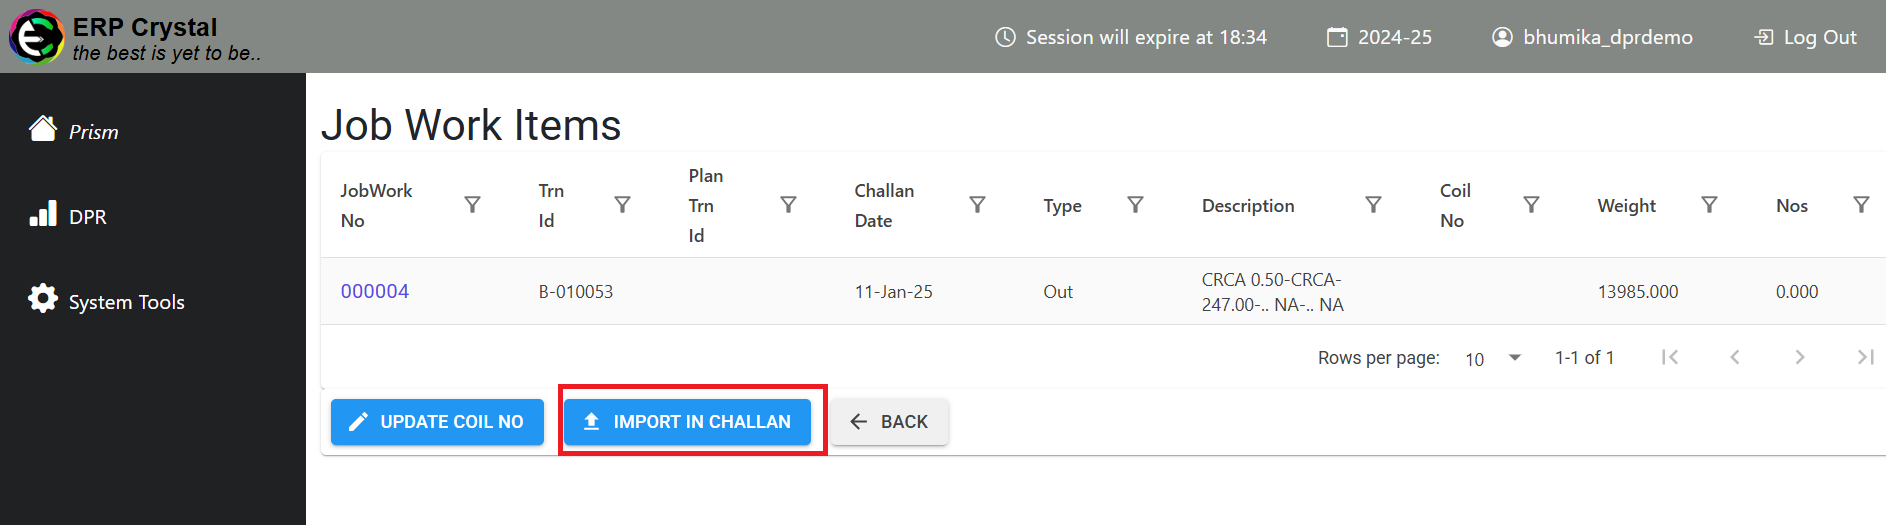 ERP Crystal
the best is yet to be..
Session will expire at 18:34
2024-25
bhumika_dprdemo
Log Out
Prism
DPR
System Tools
Job Work Items
JobWork No
Trn Id
Plan Trn Id
Challan Date
Type
Description
Coil No
Weight
Nos
000004
B-010053
11-Jan-25
Out
CRCA 0.50-CRCA-
247.00-.. NA-.. NA
13985.000
0.000
Rows per page:
10
1-1 of 1
UPDATE COIL NO
IMPORT IN CHALLAN
BACK